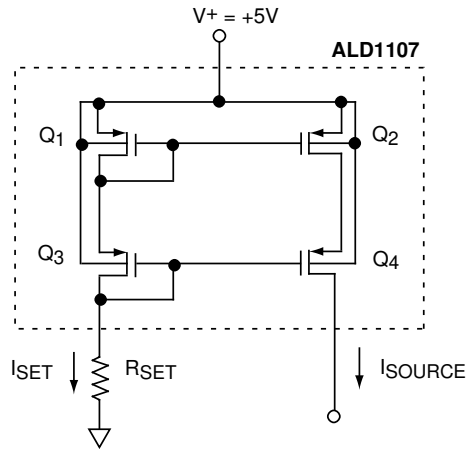 V+ = +5V
ALD1107
Q1
Q2
Q3
Q4
ISET
RSET
ISOURCE